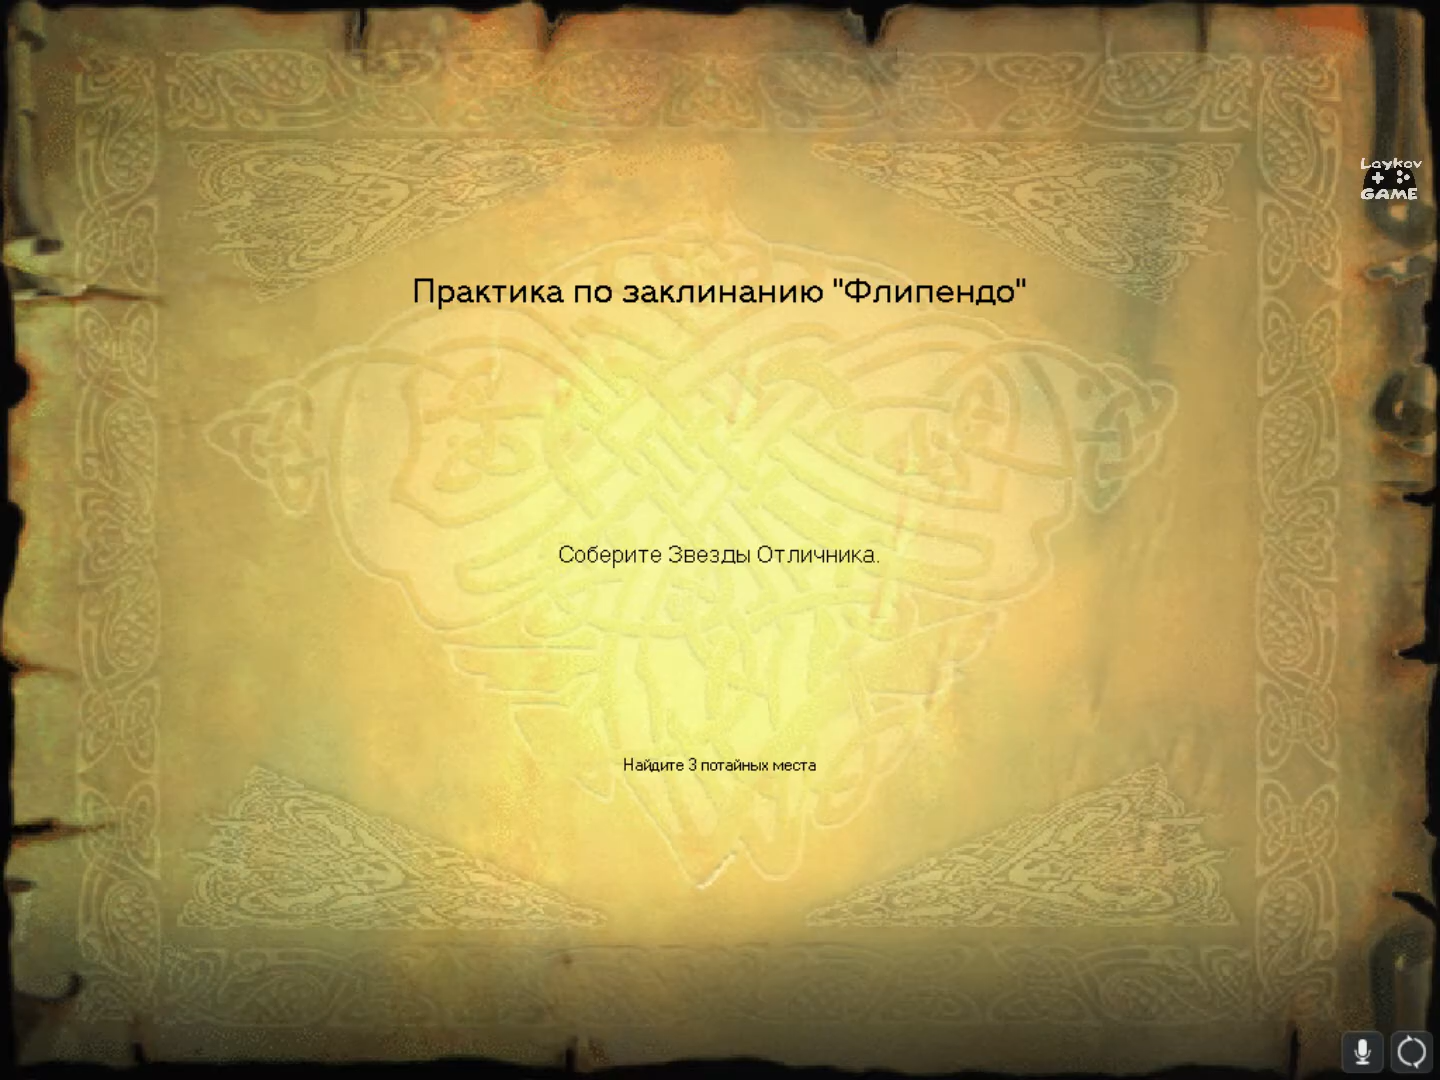 Laykov
GAME
Практика по заклинанию "Флипендо"
Соберите Звезды Отличника.
Найдите 3 потайных места